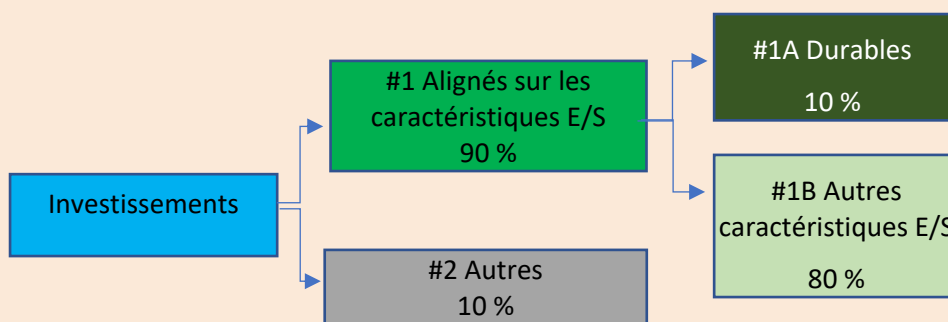 #1A Durables
10 %
#1 Alignés sur les
caractéristiques E/S
90 %
#1B Autres
caractéristiques E/S
80 %
Investissements
#2 Autres
10 %